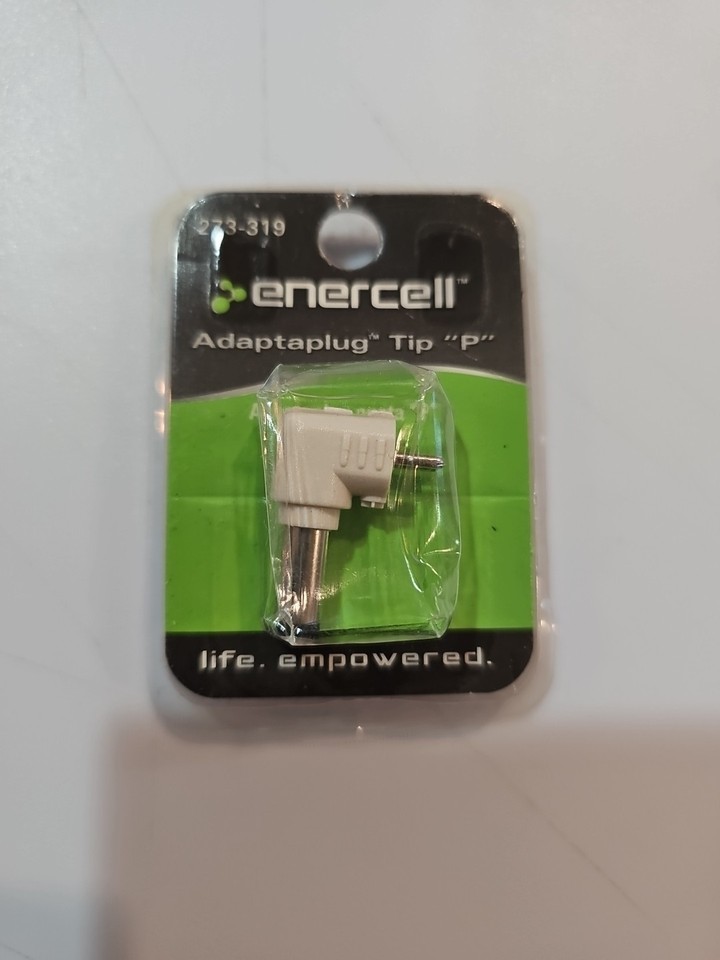 273-319
enercell™
Adaptaplug™ Tip "P"
life. empowered.